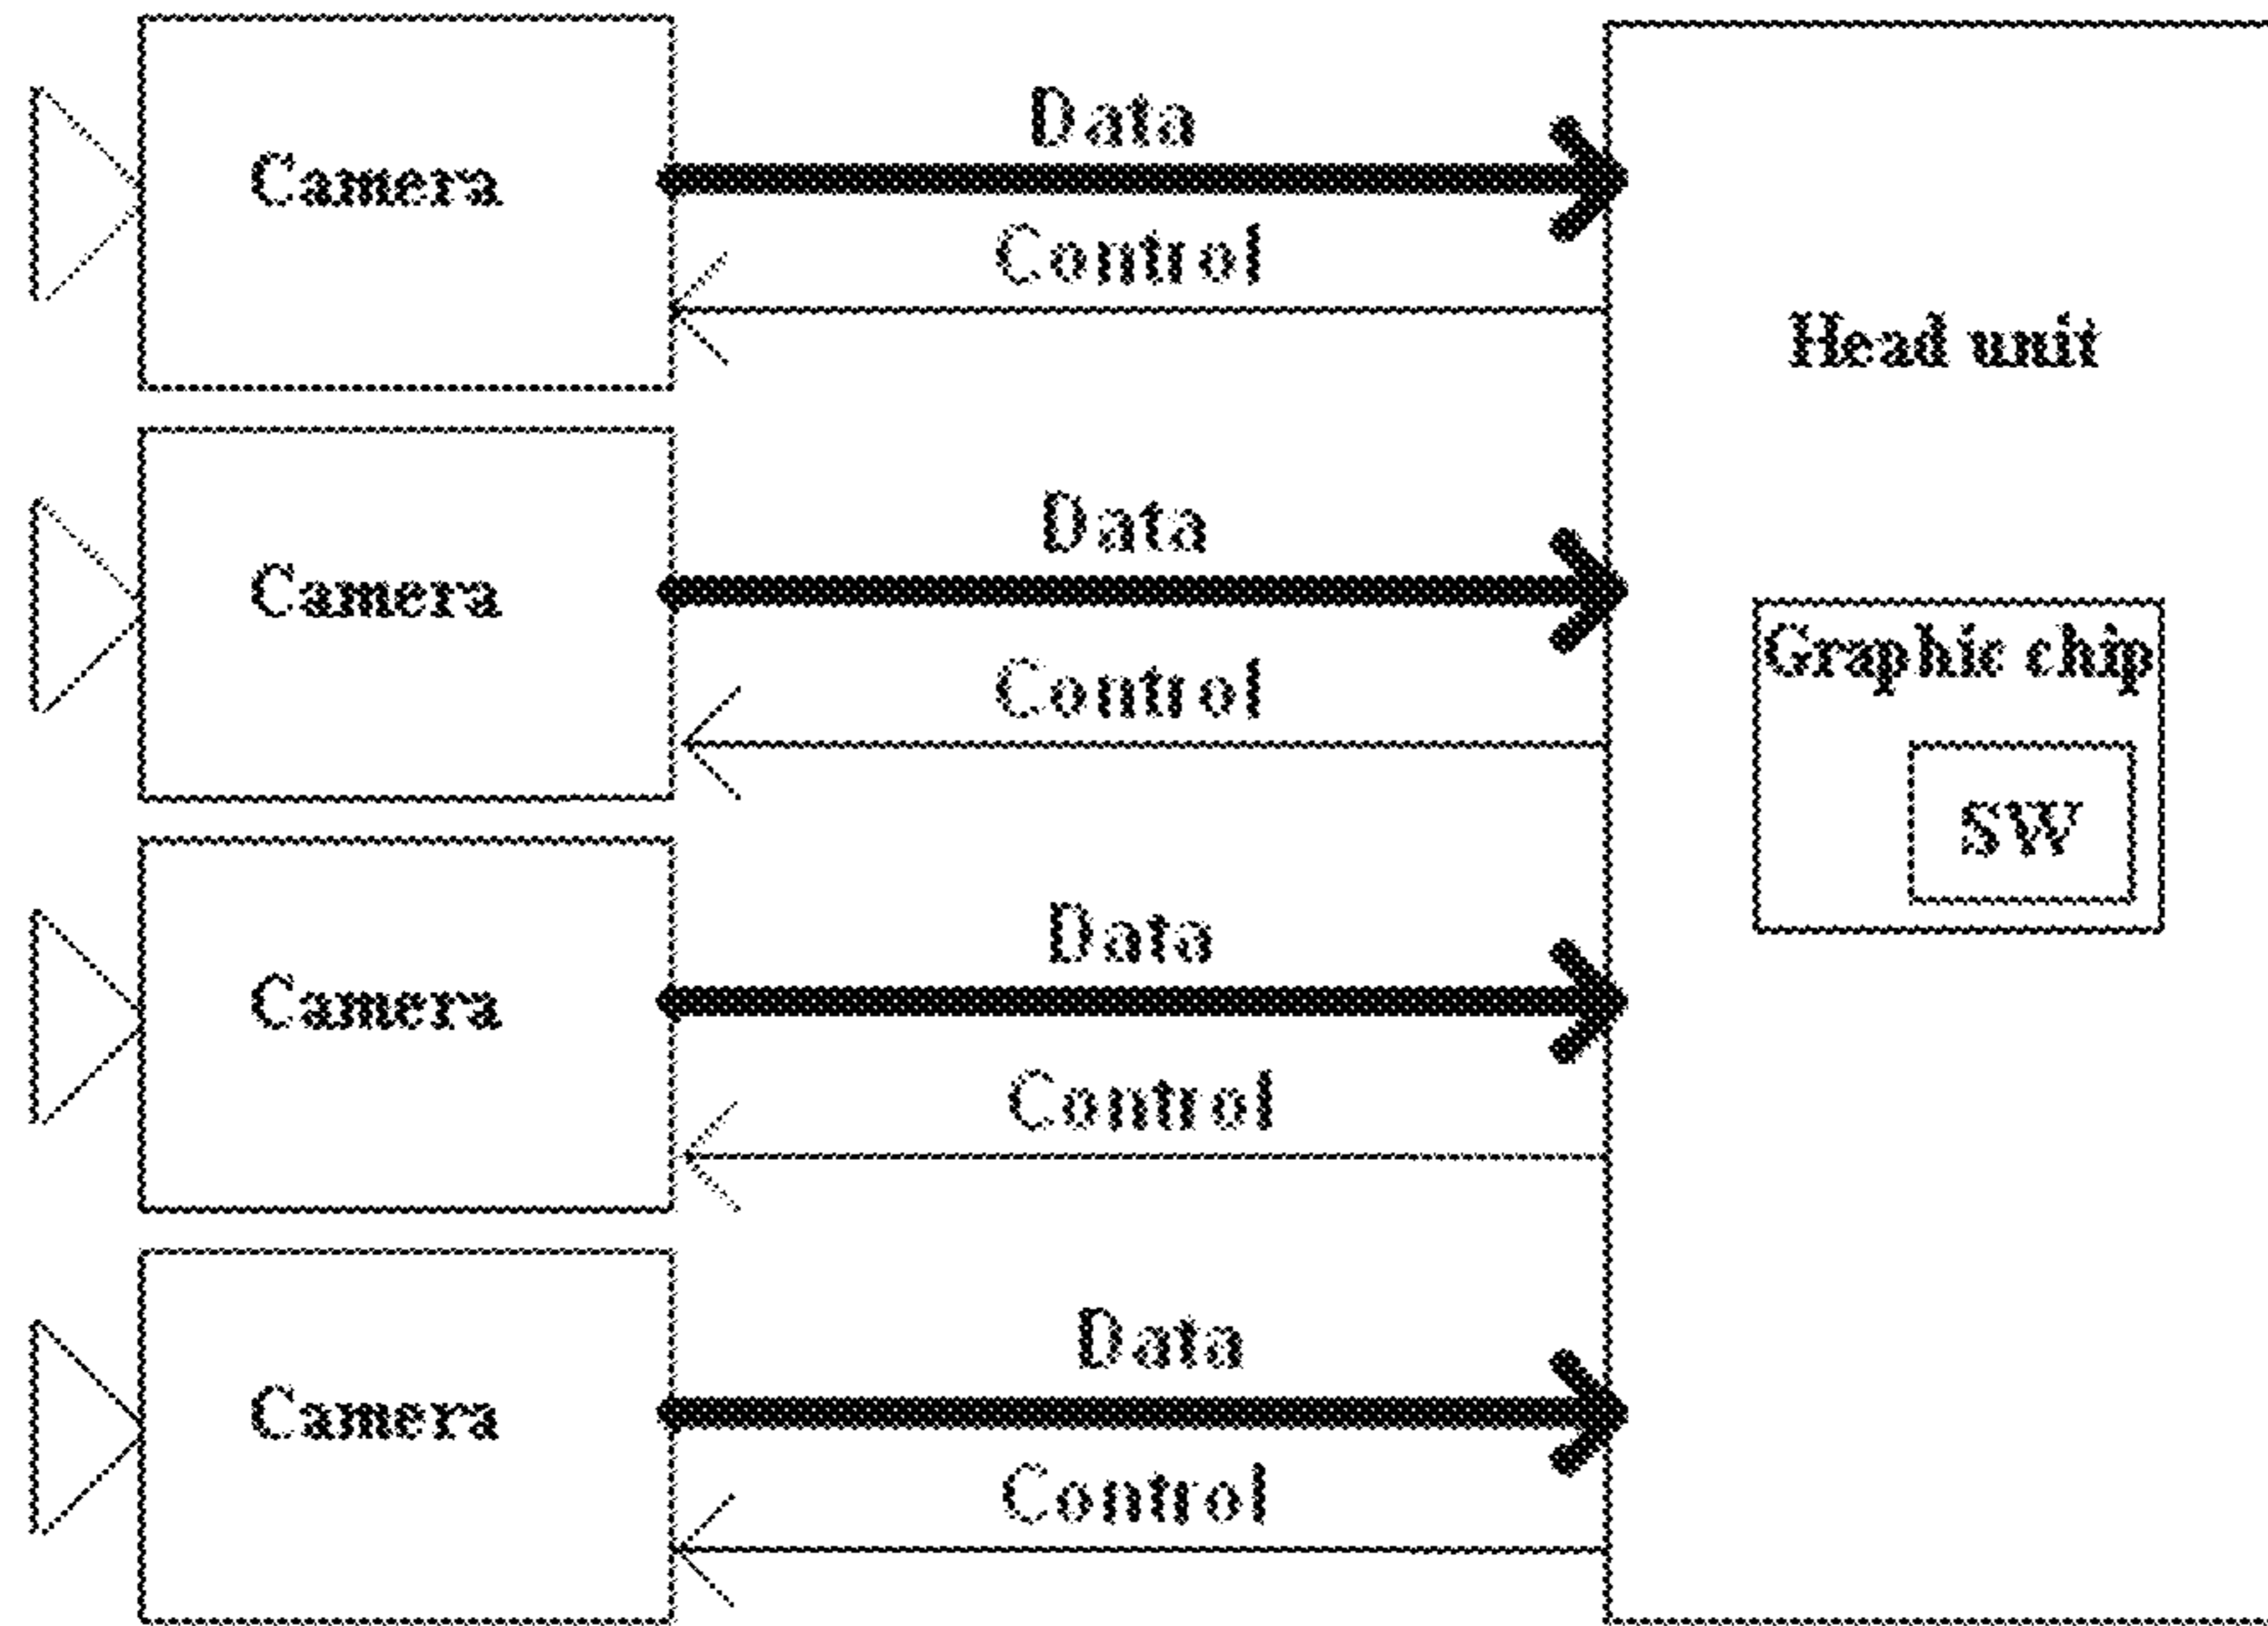 Data
Camera
Control
Head unit
Data
Camera
Control
Graphic chip
SW
Data
Camera
Control
Data
Camera
Control